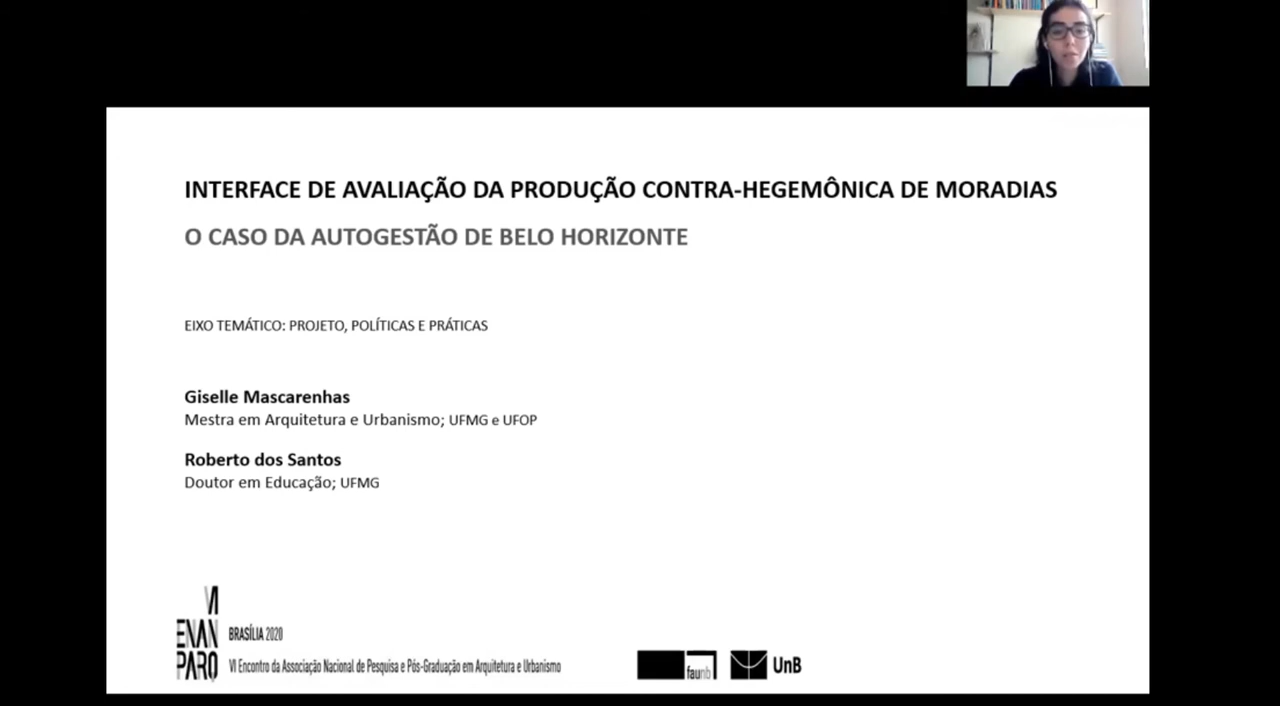 INTERFACE DE AVALIAÇÃO DA PRODUÇÃO CONTRA-HEGEMÔNICA DE MORADIAS
O CASO DA AUTOGESTÃO DE BELO HORIZONTE
EIXO TEMÁTICO: PROJETO, POLÍTICAS E PRÁTICAS
Giselle Mascarenhas
Mestra em Arquitetura e Urbanismo; UFMG e UFOP
Roberto dos Santos
Doutor em Educação; UFMG
VI
ENAN
PARQ
BRASÍLIA 2020
VI Encontro da Associação Nacional de Pesquisa e Pós-Graduação em Arquitetura e Urbanismo
faunb
UnB